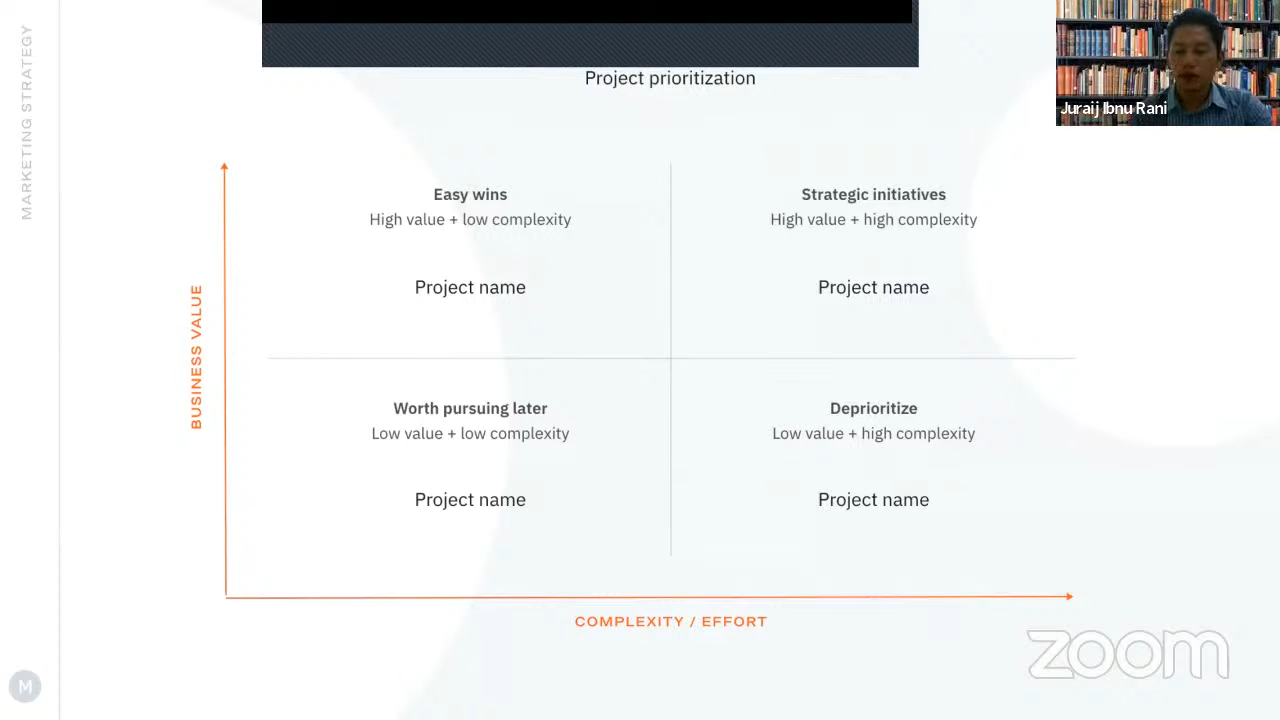 MARKETING STRATEGY
Juraij Ibnu Rani
Project prioritization
Easy wins
High value + low complexity
Project name
Strategic initiatives
High value + high complexity
Project name
BUSINESS VALUE
Worth pursuing later
Low value + low complexity
Project name
Deprioritize
Low value + high complexity
Project name
COMPLEXITY / EFFORT
zoom
M